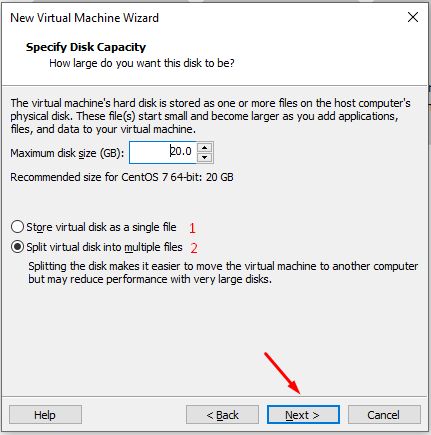 New Virtual Machine Wizard
Specify Disk Capacity
How large do you want this disk to be?
The virtual machine's hard disk is stored as one or more files on the host computer's
physical disk. These file(s) start small and become larger as you add applications,
files, and data to your virtual machine.
Maximum disk size (GB): 20.0
Recommended size for CentOS 7 64-bit: 20 GB
Store virtual disk as a single file 1
Split virtual disk into multiple files 2
Splitting the disk makes it easier to move the virtual machine to another computer
but may reduce performance with very large disks.
Help < Back Next > Cancel